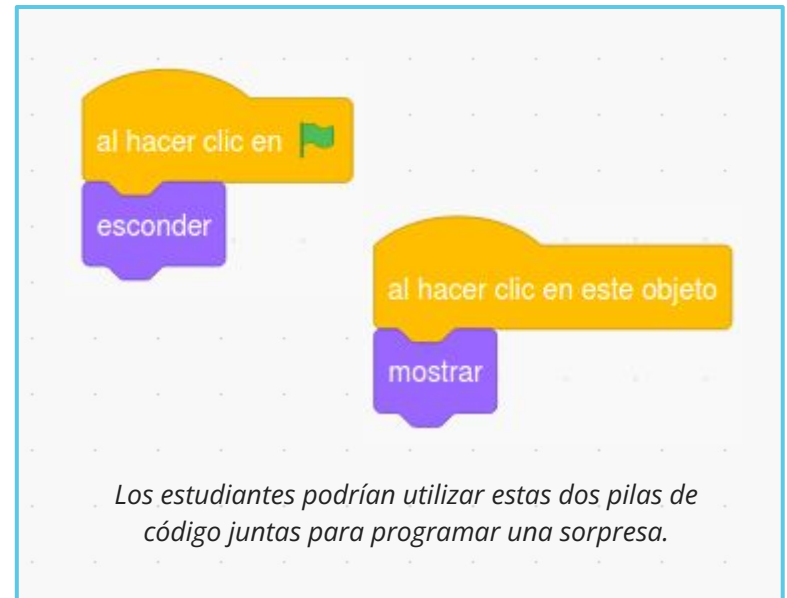 al hacer clic en
esconder
al hacer clic en este objeto
mostrar
Los estudiantes podrían utilizar estas dos pilas de
código juntas para programar una sorpresa.